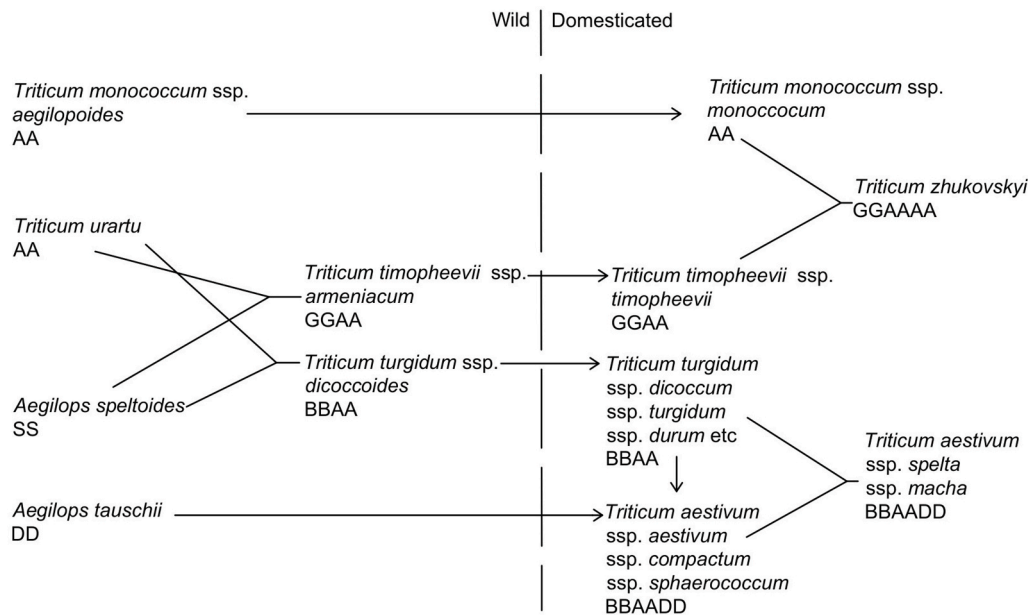 Wild
Domesticated
Triticum monococcum ssp.
aegilopoides
AA
Triticum monococcum ssp.
monoccocum
AA
Triticum zhukovskyi
GGAAAA
Triticum urartu
AA
Triticum timopheevii ssp.
armeniacum
GGAA
Triticum timopheevii ssp.
timopheevii
GGAA
Triticum turgidum ssp.
dicoccoides
BBAA
Triticum turgidum
ssp. dicoccum
ssp. turgidum
ssp. durum etc
BBAA
Aegilops speltoides
SS
Triticum aestivum
ssp. spelta
ssp. macha
BBAADD
Aegilops tauschii
DD
Triticum aestivum
ssp. aestivum
ssp. compactum
ssp. sphaerococcum
BBAADD